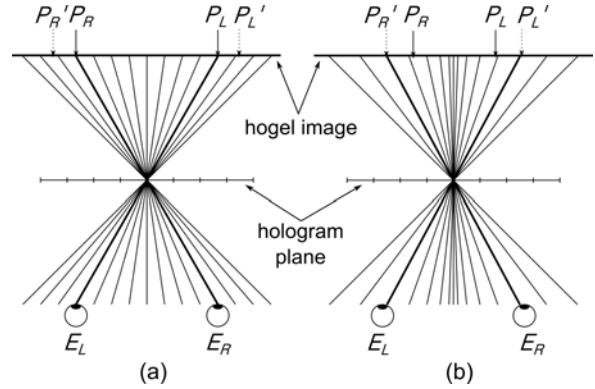 P_R' P_R P_L P_L' P_R' P_R P_L P_L'
hogel image
hologram
plane
E_L E_R E_L E_R
(a) (b)